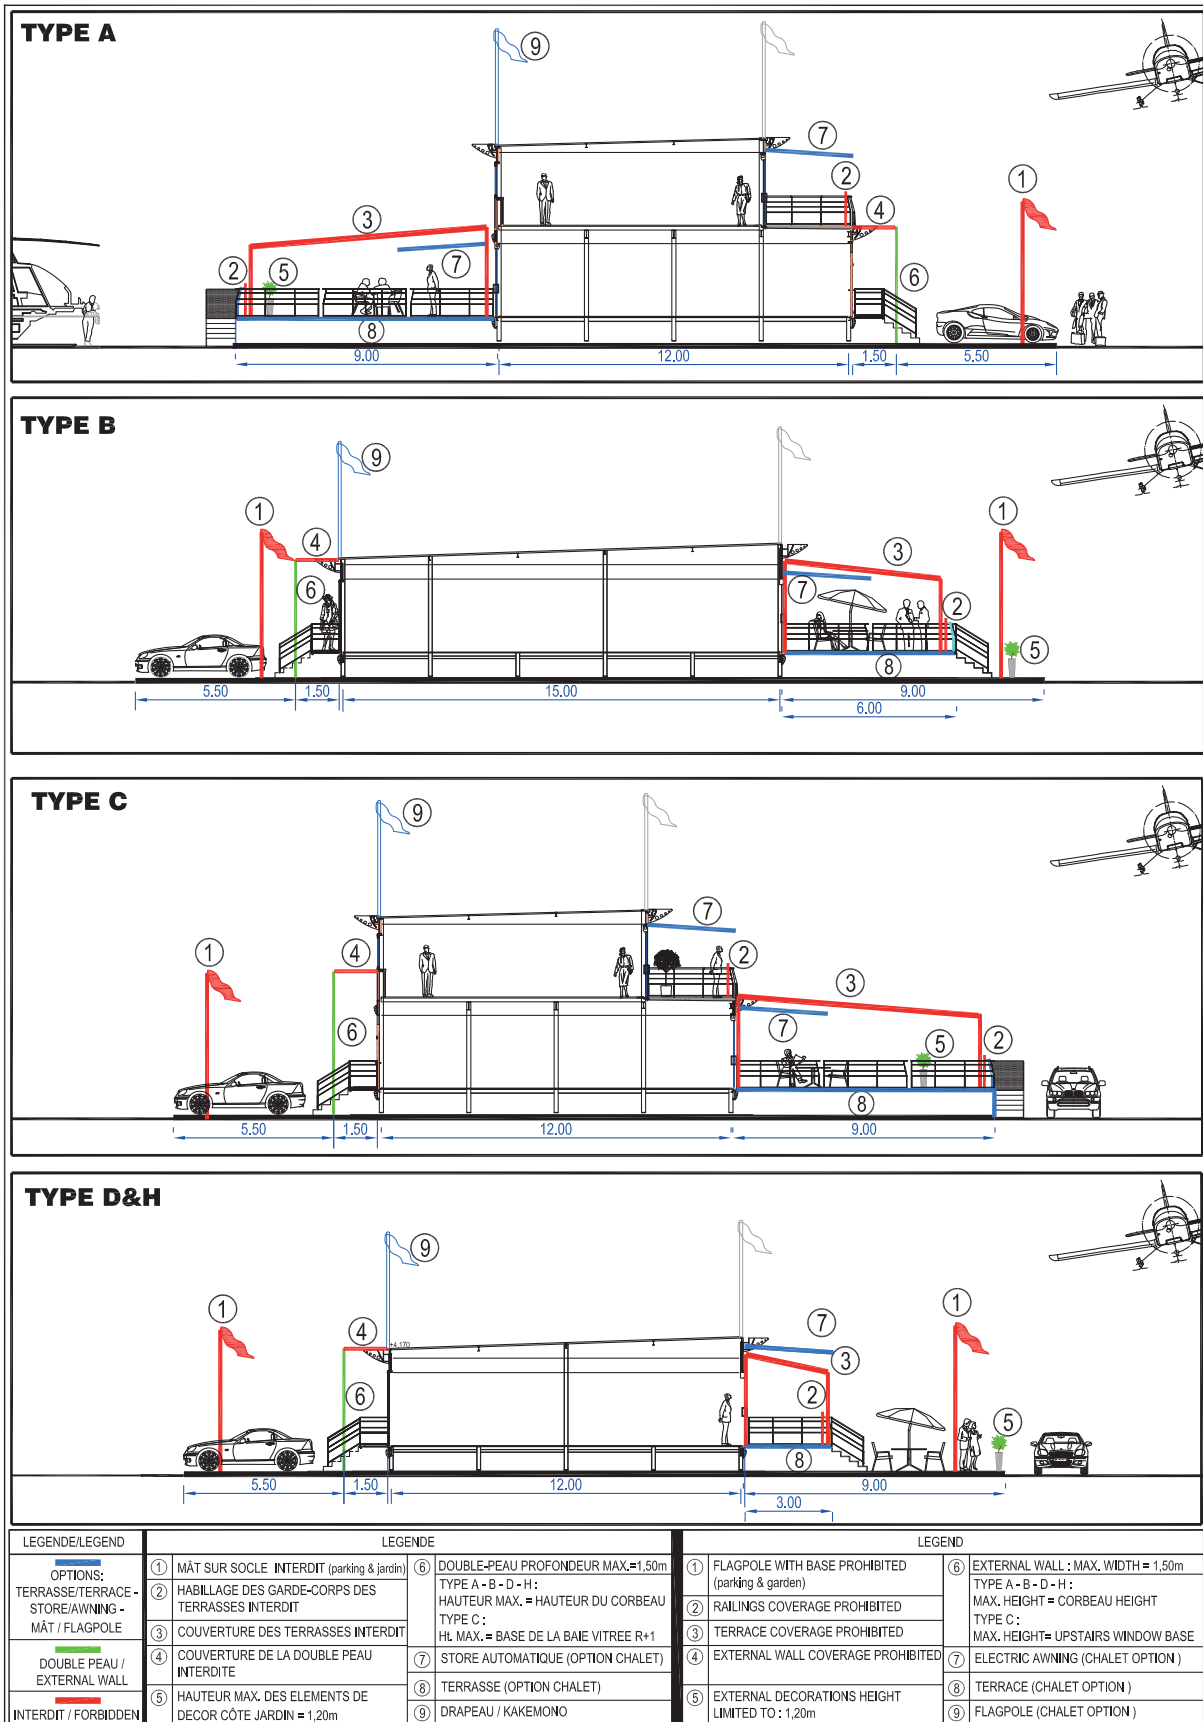 TYPE A
9
7
2
1
4
3
2
5
7
6
8
9.00
12.00
1.50
5.50
TYPE B
9
1
4
1
3
6
7
2
5
8
5.50
1.50
15.00
9.00
6.00
TYPE C
9
7
1
4
2
3
6
7
5
2
8
5.50
1.50
12.00
9.00
TYPE D&H
9
1
4
+4,170
7
1
3
6
2
5
8
5.50
1.50
12.00
9.00
3.00
LEGENDE/LEGEND
OPTIONS:
TERRASSE/TERRACE -
STORE/AWNING -
MÂT / FLAGPOLE
DOUBLE PEAU /
EXTERNAL WALL
INTERDIT / FORBIDDEN
LEGENDE
1 MÂT SUR SOCLE INTERDIT (parking & jardin)
2 HABILLAGE DES GARDE-CORPS DES
TERRASSES INTERDIT
3 COUVERTURE DES TERRASSES INTERDIT
4 COUVERTURE DE LA DOUBLE PEAU
INTERDITE
5 HAUTEUR MAX. DES ELEMENTS DE
DECOR CÔTE JARDIN = 1,20m
6 DOUBLE-PEAU PROFONDEUR MAX.=1,50m
TYPE A - B - D - H :
HAUTEUR MAX. = HAUTEUR DU CORBEAU
TYPE C :
Ht. MAX. = BASE DE LA BAIE VITREE R+1
7 STORE AUTOMATIQUE (OPTION CHALET)
8 TERRASSE (OPTION CHALET)
9 DRAPEAU / KAKEMONO
LEGEND
1 FLAGPOLE WITH BASE PROHIBITED
(parking & garden)
2 RAILINGS COVERAGE PROHIBITED
3 TERRACE COVERAGE PROHIBITED
4 EXTERNAL WALL COVERAGE PROHIBITED
5 EXTERNAL DECORATIONS HEIGHT
LIMITED TO : 1,20m
6 EXTERNAL WALL : MAX. WIDTH = 1,50m
TYPE A - B - D - H :
MAX. HEIGHT = CORBEAU HEIGHT
TYPE C :
MAX. HEIGHT= UPSTAIRS WINDOW BASE
7 ELECTRIC AWNING (CHALET OPTION )
8 TERRACE (CHALET OPTION )
9 FLAGPOLE (CHALET OPTION )